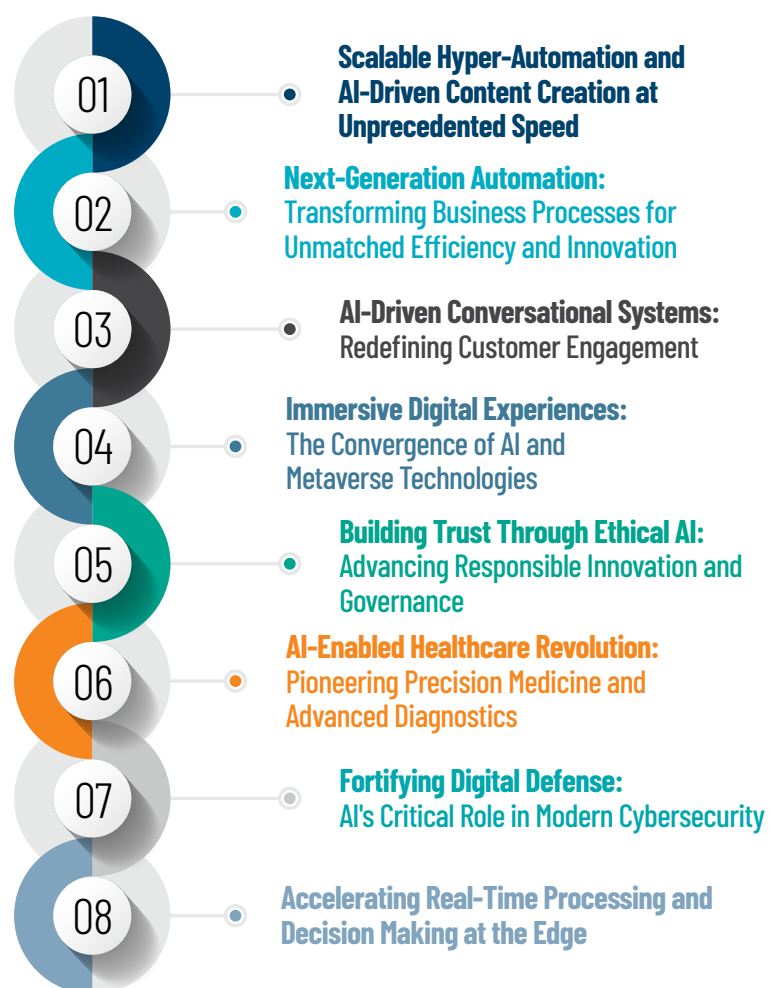 01
Scalable Hyper-Automation and
AI-Driven Content Creation at
Unprecedented Speed
02
Next-Generation Automation:
Transforming Business Processes for
Unmatched Efficiency and Innovation
03
AI-Driven Conversational Systems:
Redefining Customer Engagement
04
Immersive Digital Experiences:
The Convergence of AI and
Metaverse Technologies
05
Building Trust Through Ethical AI:
Advancing Responsible Innovation and
Governance
06
AI-Enabled Healthcare Revolution:
Pioneering Precision Medicine and
Advanced Diagnostics
07
Fortifying Digital Defense:
AI's Critical Role in Modern Cybersecurity
08
Accelerating Real-Time Processing and
Decision Making at the Edge